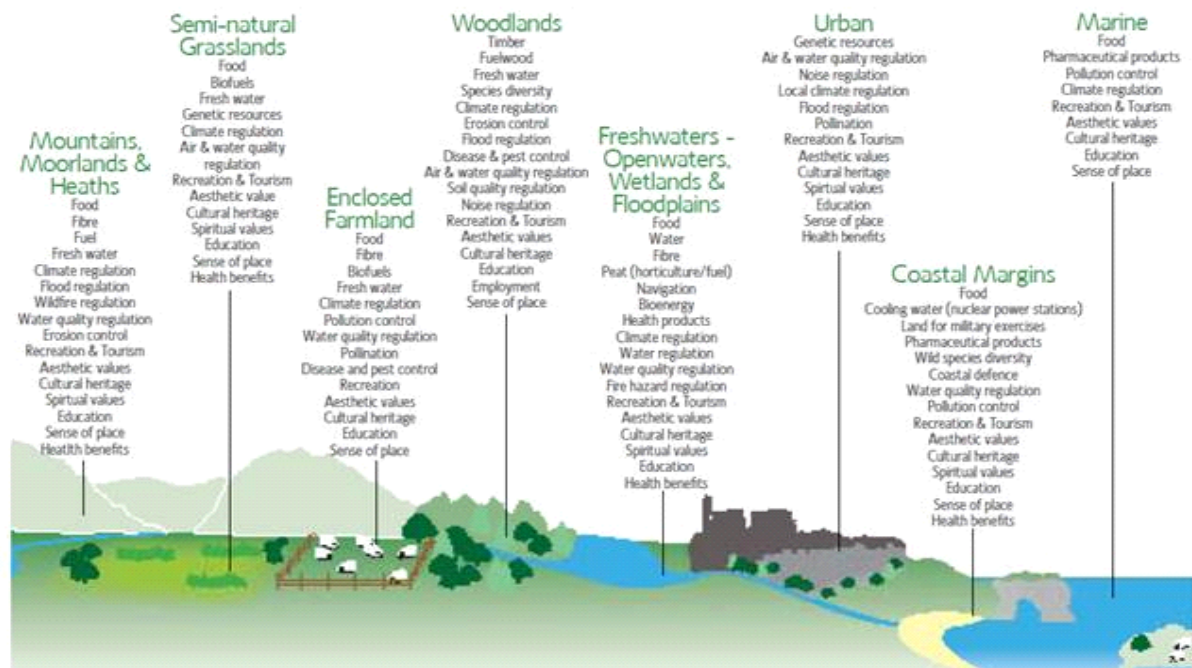 Mountains,
Moorlands &
Heaths
Food
Fibre
Fuel
Fresh water
Climate regulation
Flood regulation
Wildfire regulation
Water quality regulation
Erosion control
Recreation & Tourism
Aesthetic values
Cultural heritage
Spirtual values
Education
Sense of place
Heatlth benefits
Semi-natural
Grasslands
Food
Biofuels
Fresh water
Genetic resources
Climate regulation
Air & water quality
regulation
Recreation & Tourism
Aesthetic value
Cultural heritage
Spiritual values
Education
Sense of place
Health benefits
Enclosed
Farmland
Food
Fibre
Biofuels
Fresh water
Climate regulation
Pollution control
Water quality regulation
Pollination
Disease and pest control
Recreation
Aesthetic values
Cultural heritage
Education
Sense of place
Woodlands
Timber
Fuelwood
Fresh water
Species diversity
Climate regulation
Erosion control
Flood regulation
Disease & pest control
Air & water quality regulation
Soil quality regulation
Noise regulation
Recreation & Tourism
Aesthetic values
Cultural heritage
Education
Employment
Sense of place
Freshwaters -
Openwaters,
Wetlands &
Floodplains
Food
Water
Fibre
Peat (horticulture/fuel)
Navigation
Bioenergy
Health products
Climate regulation
Water regulation
Water quality regulation
Fire hazard regulation
Recreation & Tourism
Aesthetic values
Cultural heritage
Spiritual values
Education
Health benefits
Urban
Genetic resources
Air & water quality regulation
Noise regulation
Local climate regulation
Flood regulation
Pollination
Recreation & Tourism
Aesthetic values
Cultural heritage
Spirtual values
Education
Sense of place
Health benefits
Coastal Margins
Food
Cooling water (nuclear power stations)
Land for military exercises
Pharmaceutical products
Wild species diversity
Coastal defence
Water quality regulation
Pollution control
Recreation & Tourism
Aesthetic values
Cultural heritage
Spiritual values
Education
Sense of place
Health benefits
Marine
Food
Pharmaceutical products
Pollution control
Climate regulation
Recreation & Tourism
Aesthetic values
Cultural heritage
Education
Sense of place